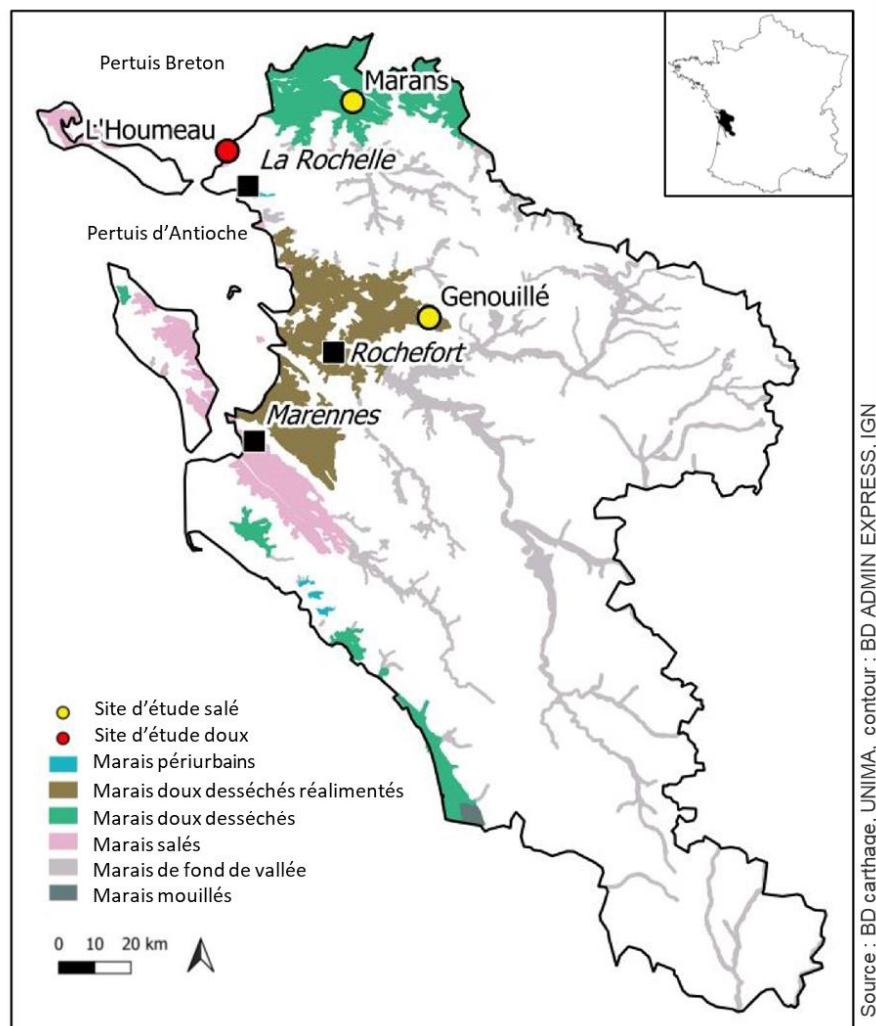 Pertuis Breton
Marans
L'Houmeau
La Rochelle
Pertuis d'Antioche
Genouillé
Rochefort
Marennes
Site d'étude salé
Site d'étude doux
Marais périurbains
Marais doux desséchés réalimentés
Marais doux desséchés
Marais salés
Marais de fond de vallée
Marais mouillés
0 10 20 km
Source : BD carthage, UNIMA, contour : BD ADMIN EXPRESS, IGN